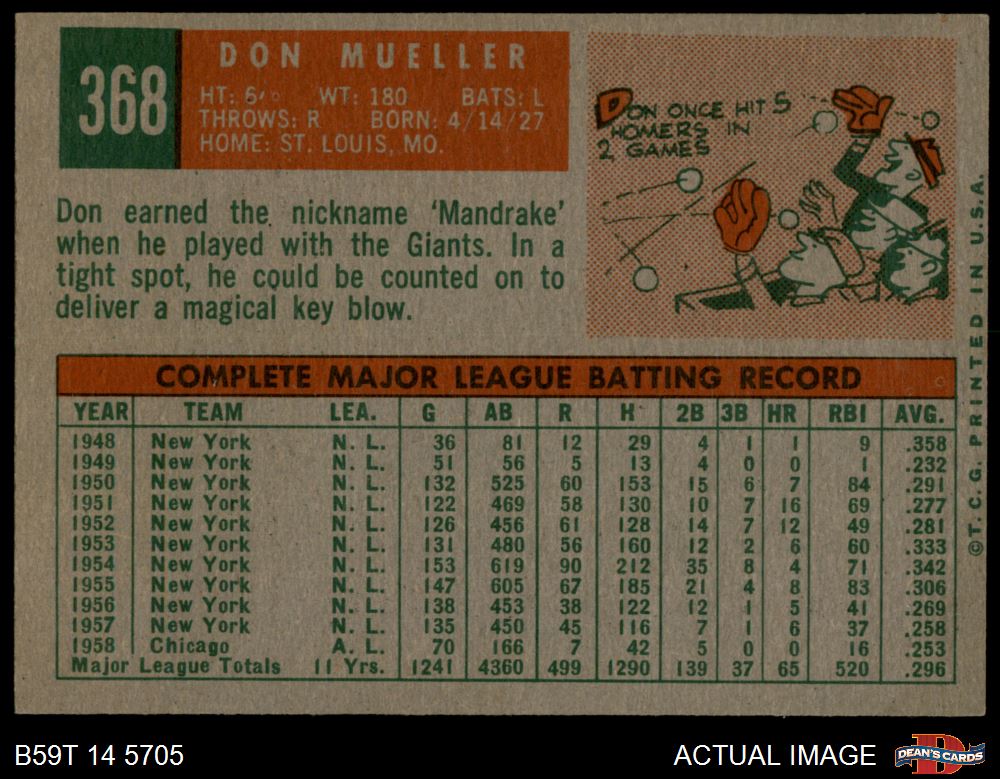 368
DON MUELLER
HT: 6' WT: 180 BATS: L
THROWS: R BORN: 4/14/27
HOME: ST. LOUIS, MO.
DON ONCE HIT 5
HOMERS IN
2 GAMES
Don earned the nickname 'Mandrake'
when he played with the Giants. In a
tight spot, he could be counted on to
deliver a magical key blow.
COMPLETE MAJOR LEAGUE BATTING RECORD
YEAR TEAM LEA. G AB R H 2B 3B HR RBI AVG.
1948 New York N. L. 36 81 12 29 4 1 1 9 .358
1949 New York N. L. 51 56 5 13 4 0 0 1 .232
1950 New York N. L. 132 525 60 153 15 6 7 84 .291
1951 New York N. L. 122 469 58 130 10 7 16 69 .277
1952 New York N. L. 126 456 61 128 14 7 12 49 .281
1953 New York N. L. 131 480 56 160 12 2 6 60 .333
1954 New York N. L. 153 619 90 212 35 8 4 71 .342
1955 New York N. L. 147 605 67 185 21 4 8 83 .306
1956 New York N. L. 138 453 38 122 12 1 5 41 .269
1957 New York N. L. 135 450 45 116 7 1 6 37 .258
1958 Chicago A. L. 70 166 7 42 5 0 0 16 .253
Major League Totals 11 Yrs. 1241 4360 499 1290 139 37 65 520 .296
©T. C. G. PRINTED IN U.S.A.
B59T 14 5705
ACTUAL IMAGE
DEAN'S CARDS